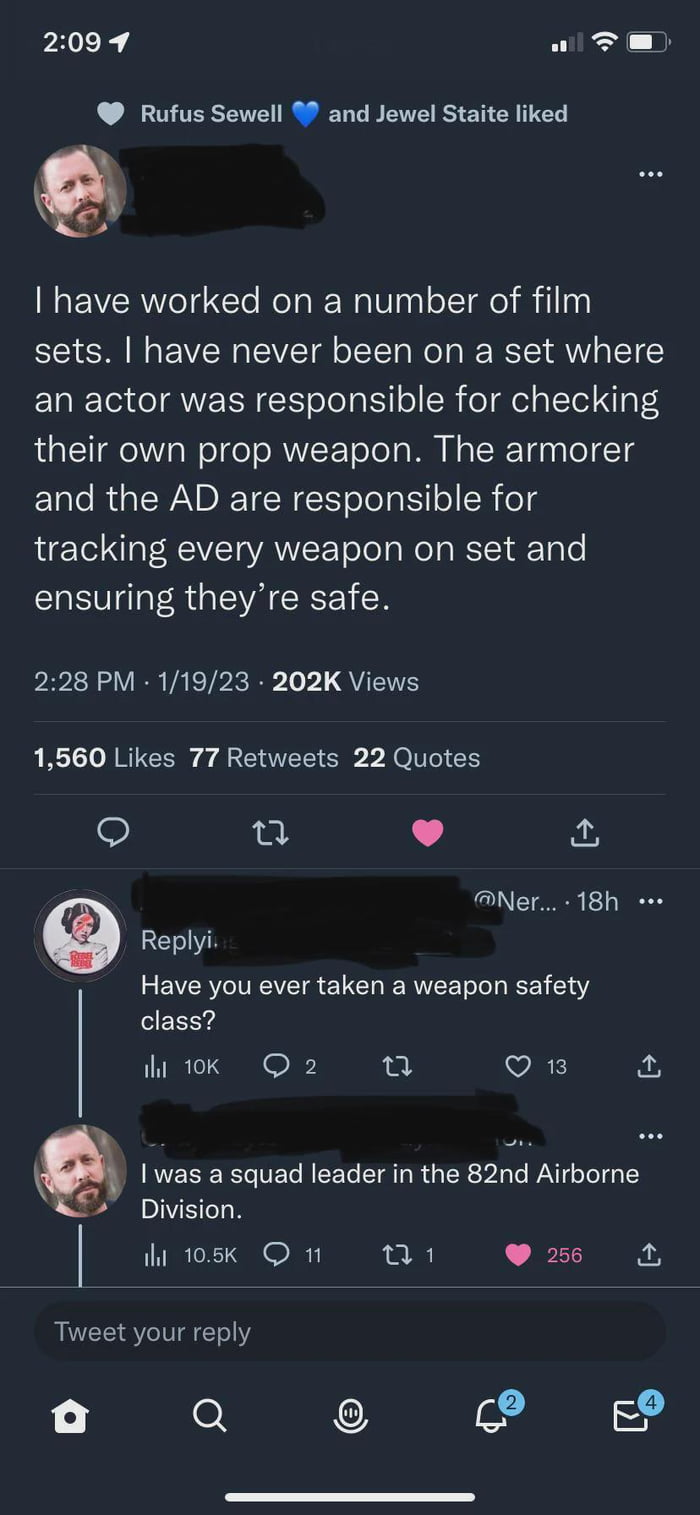 2:09
Rufus Sewell 💙 and Jewel Staite liked
I have worked on a number of film
sets. I have never been on a set where
an actor was responsible for checking
their own prop weapon. The armorer
and the AD are responsible for
tracking every weapon on set and
ensuring they’re safe.
2:28 PM · 1/19/23 · 202K Views
1,560 Likes 77 Retweets 22 Quotes
@Ner... · 18h
Have you ever taken a weapon safety
class?
10K 2 13
I was a squad leader in the 82nd Airborne
Division.
10.5K 11 1 256
Tweet your reply
2 4